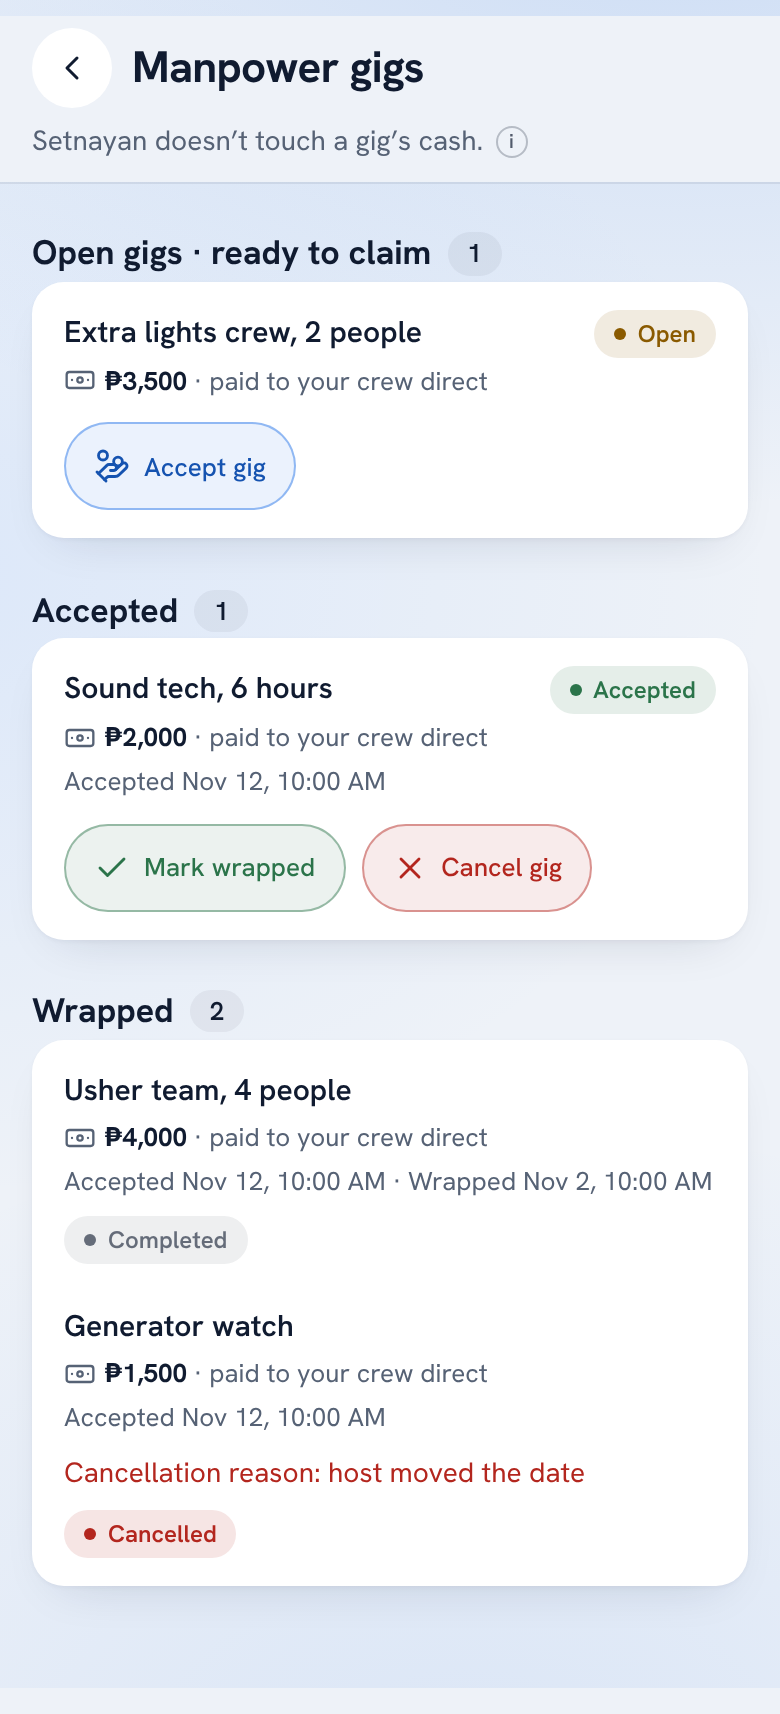 Manpower gigs
Setnayan doesn’t touch a gig’s cash. i
Open gigs · ready to claim 1
Extra lights crew, 2 people
Open
₱3,500 · paid to your crew direct
Accept gig
Accepted 1
Sound tech, 6 hours
Accepted
₱2,000 · paid to your crew direct
Accepted Nov 12, 10:00 AM
Mark wrapped
Cancel gig
Wrapped 2
Usher team, 4 people
₱4,000 · paid to your crew direct
Accepted Nov 12, 10:00 AM · Wrapped Nov 2, 10:00 AM
Completed
Generator watch
₱1,500 · paid to your crew direct
Accepted Nov 12, 10:00 AM
Cancellation reason: host moved the date
Cancelled